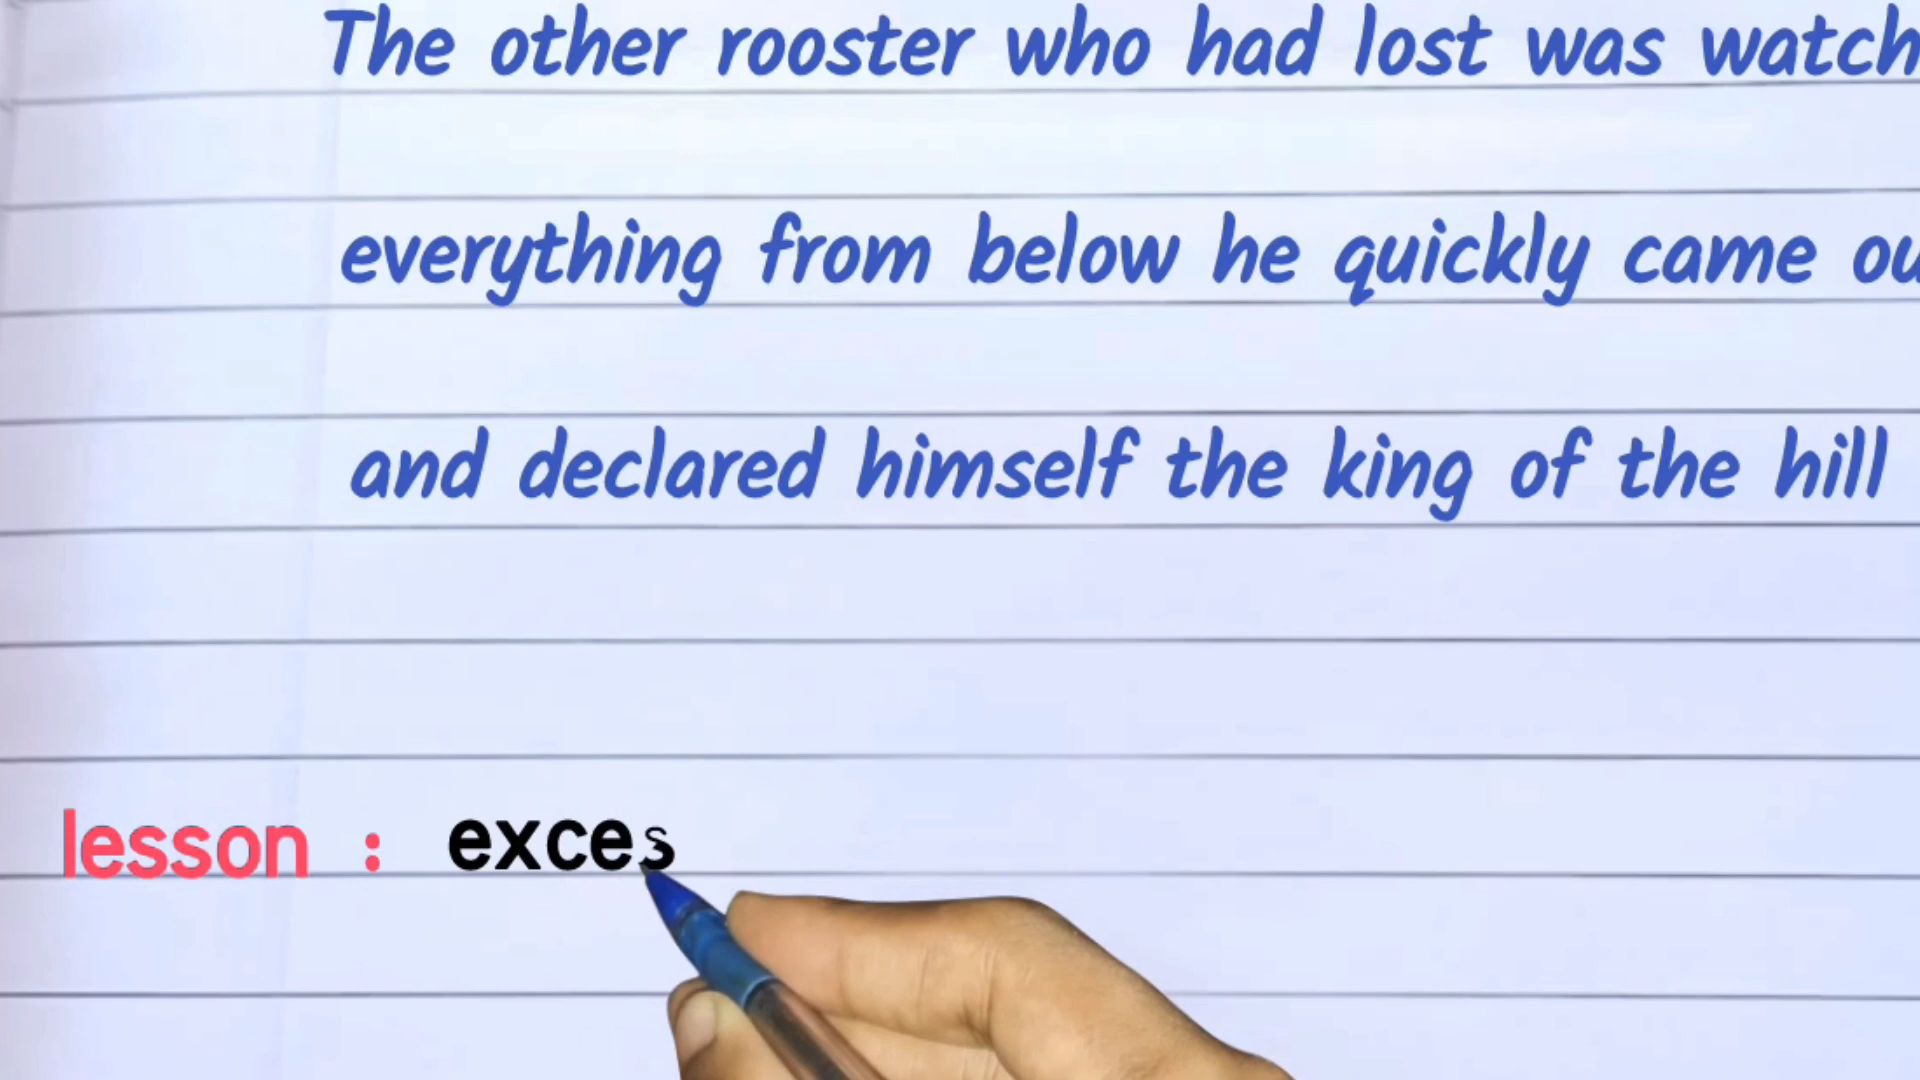 The other rooster who had lost was watch
everything from below he quickly came ou
and declared himself the king of the hill
lesson : exces